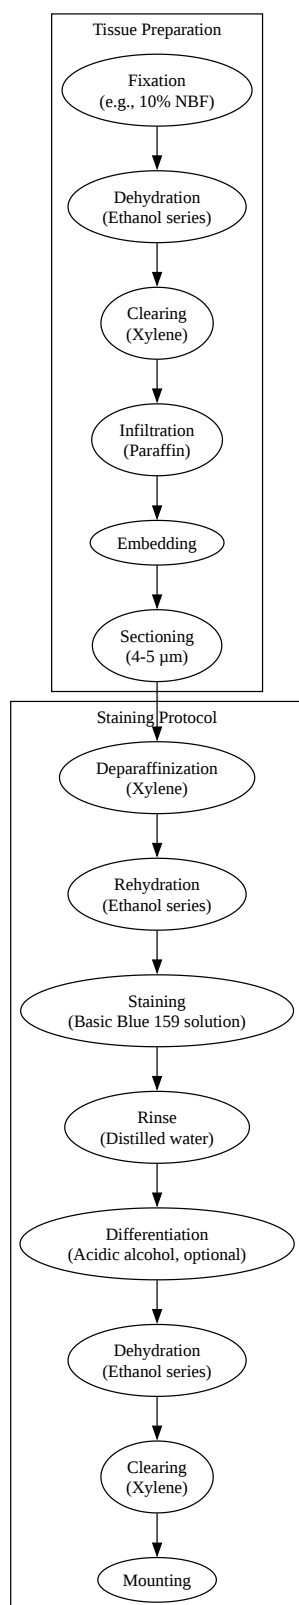 Tissue Preparation
Fixation
(e.g., 10% NBF)
Dehydration
(Ethanol series)
Clearing
(Xylene)
Infiltration
(Paraffin)
Embedding
Sectioning
(4-5 µm)
Staining Protocol
Deparaffinization
(Xylene)
Rehydration
(Ethanol series)
Staining
(Basic Blue 159 solution)
Rinse
(Distilled water)
Differentiation
(Acidic alcohol, optional)
Dehydration
(Ethanol series)
Clearing
(Xylene)
Mounting